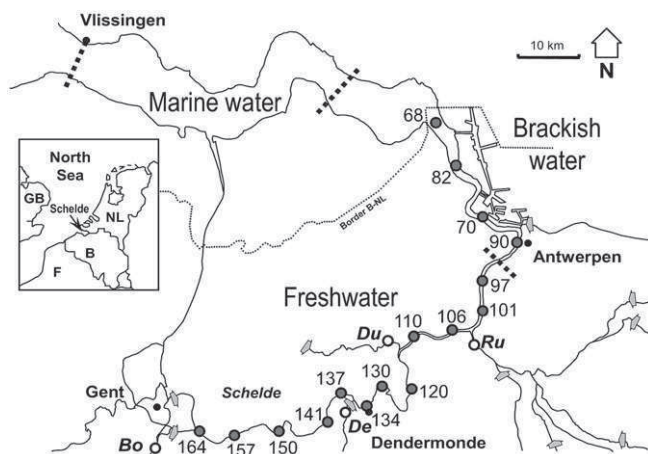 Vlissingen
10 km
N
Marine water
68
Brackish
water
North
Sea
GB
Schelde
NL
B
F
82
Border B-NL
70
90
Antwerpen
97
Freshwater
101
106
110
Du
Ru
130
120
137
Gent
Schelde
141
De
134
Dendermonde
Bo
164
157
150